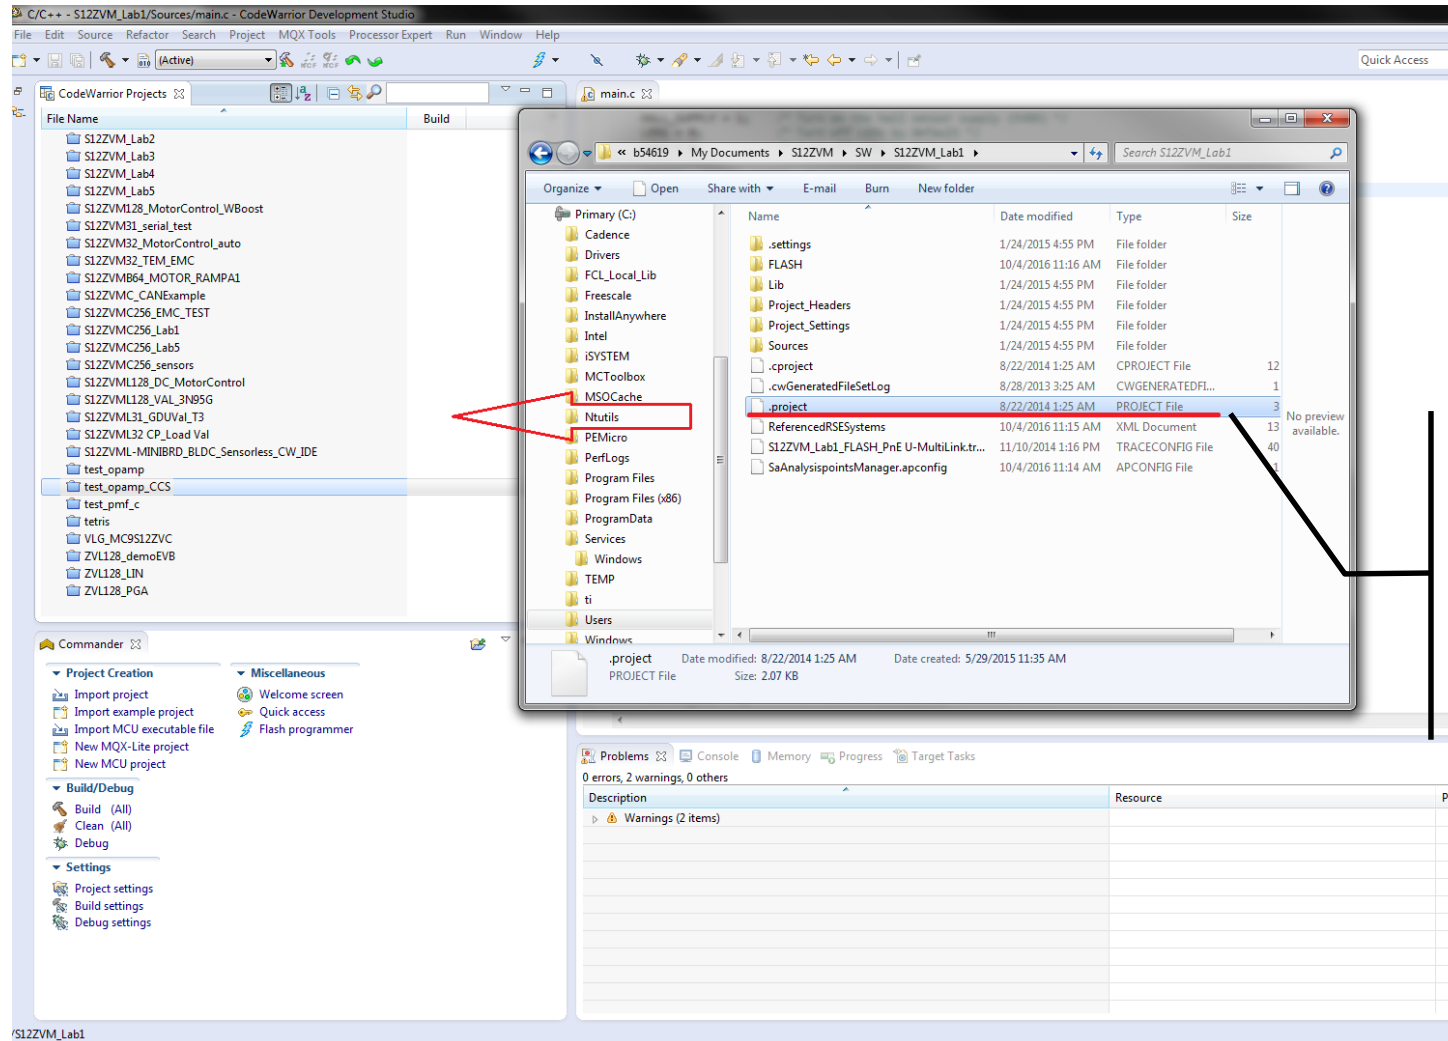 C/C++ - S12ZVM_Lab1/Sources/main.c - CodeWarrior Development Studio
File Edit Source Refactor Search Project MQX Tools Processor Expert Run Window Help
(Active)
Quick Access
CodeWarrior Projects
File Name Build
S12ZVM_Lab2
S12ZVM_Lab3
S12ZVM_Lab4
S12ZVM_Lab5
S12ZVM128_MotorControl_WBoost
S12ZVM31_serial_test
S12ZVM32_MotorControl_auto
S12ZVM32_TEM_EMC
S12ZVMB64_MOTOR_RAMPA1
S12ZVMC_CANExample
S12ZVMC256_EMC_TEST
S12ZVMC256_Lab1
S12ZVMC256_Lab5
S12ZVMC256_sensors
S12ZVML128_DC_MotorControl
S12ZVML128_VAL_3N95G
S12ZVML31_GDUVal_T3
S12ZVML32 CP_Load Val
S12ZVML-MINIBRD_BLDC_Sensorless_CW_IDE
test_opamp
test_opamp_CCS
test_pmf_c
tetris
VLG_MC9S12ZVC
ZVL128_demoEVB
ZVL128_LIN
ZVL128_PGA
main.c
« b54619 My Documents S12ZVM SW S12ZVM_Lab1
Search S12ZVM_Lab1
Organize Open Share with E-mail Burn New folder
Primary (C:)
Cadence
Drivers
FCL_Local_Lib
Freescale
InstallAnywhere
Intel
iSYSTEM
MCToolbox
MSOCache
Ntutils
PEMicro
PerfLogs
Program Files
Program Files (x86)
ProgramData
Services
Windows
TEMP
ti
Users
Windows
Name Date modified Type Size
.settings 1/24/2015 4:55 PM File folder
FLASH 10/4/2016 11:16 AM File folder
Lib 1/24/2015 4:55 PM File folder
Project_Headers 1/24/2015 4:55 PM File folder
Project_Settings 1/24/2015 4:55 PM File folder
Sources 1/24/2015 4:55 PM File folder
.cproject 8/22/2014 1:25 AM CPROJECT File 12
.cwGeneratedFileSetLog 8/28/2013 3:25 AM CWGENERATEDFI... 1
.project 8/22/2014 1:25 AM PROJECT File 3
ReferencedRSESystems 10/4/2016 11:15 AM XML Document 13
S12ZVM_Lab1_FLASH_PnE U-MultiLink.tr... 11/10/2014 1:16 PM TRACECONFIG File 40
SaAnalysispointsManager.apconfig 10/4/2016 11:14 AM APCONFIG File 1
No preview
available.
.project Date modified: 8/22/2014 1:25 AM Date created: 5/29/2015 11:35 AM
PROJECT File Size: 2.07 KB
Commander
Project Creation
Import project
Import example project
Import MCU executable file
New MQX-Lite project
New MCU project
Build/Debug
Build (All)
Clean (All)
Debug
Settings
Project settings
Build settings
Debug settings
Miscellaneous
Welcome screen
Quick access
Flash programmer
Problems Console Memory Progress Target Tasks
0 errors, 2 warnings, 0 others
Description Resource P
Warnings (2 items)
/S12ZVM_Lab1